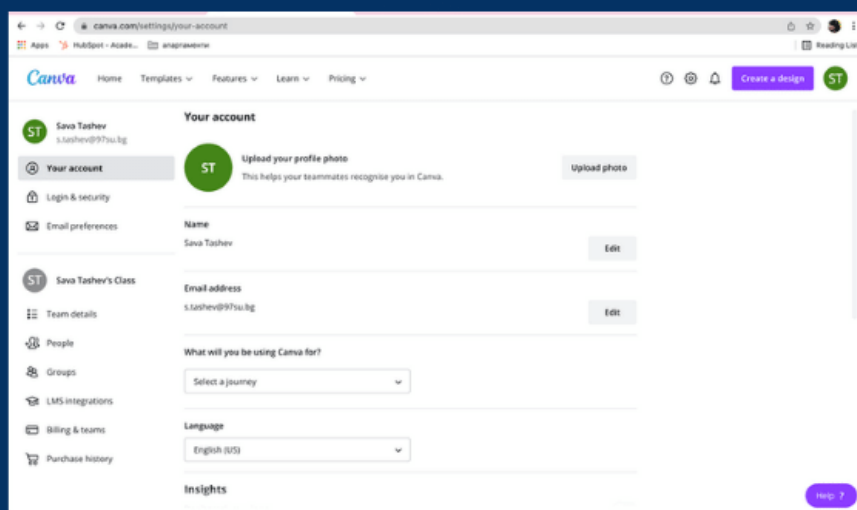 canva.com/settings/your-account
Apps HubSpot - Acade... апартаменти Reading List
Canva Home Templates Features Learn Pricing Create a design ST
ST Sava Tashev
s.tashev@97su.bg
Your account
Login & security
Email preferences
ST Sava Tashev's Class
Team details
People
Groups
LMS integrations
Billing & teams
Purchase history
Your account
ST
Upload your profile photo
This helps your teammates recognise you in Canva.
Upload photo
Name
Sava Tashev
Edit
Email address
s.tashev@97su.bg
Edit
What will you be using Canva for?
Select a journey
Language
English (US)
Insights
Help ?